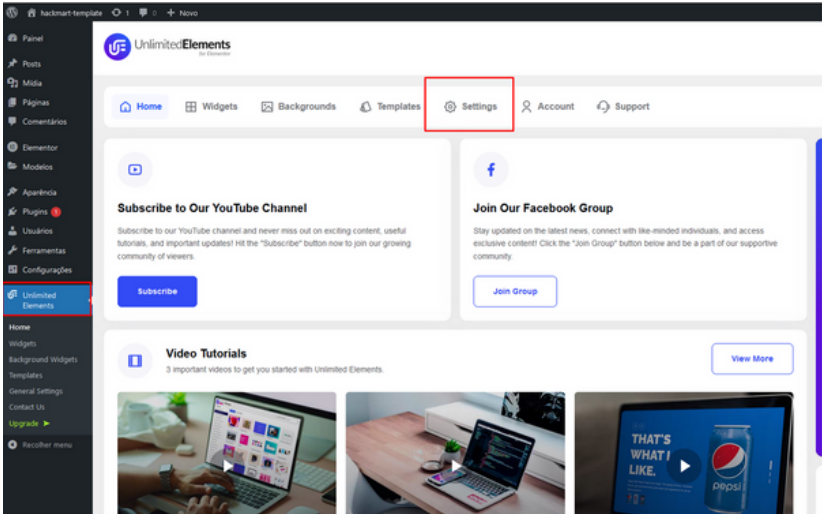 hackmart-template 1 0 + Novo
Painel
Posts
Mídia
Páginas
Comentários
Elementor
Modelos
Aparência
Plugins 1
Usuários
Ferramentas
Configurações
Unlimited
Elements
Home
Widgets
Background Widgets
Templates
General Settings
Contact Us
Upgrade ➤
Recolher menu
UnlimitedElements
for Elementor
Home Widgets Backgrounds Templates Settings Account Support
Subscribe to Our YouTube Channel
Subscribe to our YouTube channel and never miss out on exciting content, useful
tutorials, and important updates! Hit the "Subscribe" button now to join our growing
community of viewers.
Subscribe
Join Our Facebook Group
Stay updated on the latest news, connect with like-minded individuals, and access
exclusive content! Click the "Join Group" button below and be a part of our supportive
community.
Join Group
Video Tutorials
3 important videos to get you started with Unlimited Elements.
View More
THAT'S
WHAT I
LIKE.
pepsi